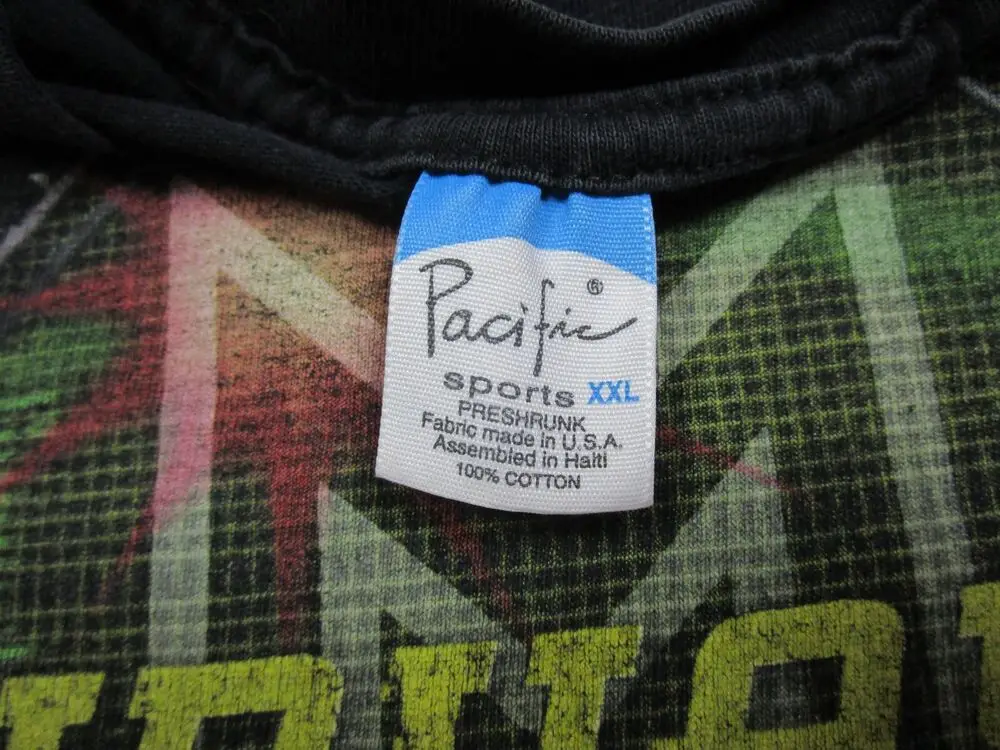 Pacific®
sports XXL
PRESHRUNK
Fabric made in U.S.A.
Assembled in Haiti
100% COTTON